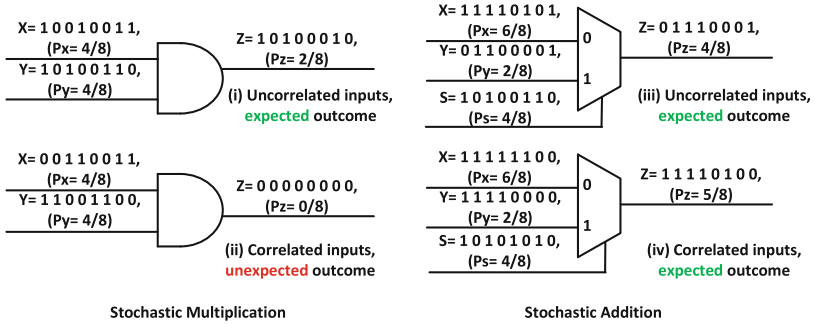 X= 1 0 0 1 0 0 1 1,
(Px= 4/8)
Y= 1 0 1 0 0 1 1 0,
(Py= 4/8)
Z= 1 0 1 0 0 0 1 0,
(Pz= 2/8)
(i) Uncorrelated inputs,
expected outcome
X= 0 0 1 1 0 0 1 1,
(Px= 4/8)
Y= 1 1 0 0 1 1 0 0,
(Py= 4/8)
Z= 0 0 0 0 0 0 0 0,
(Pz= 0/8)
(ii) Correlated inputs,
unexpected outcome
Stochastic Multiplication
X= 1 1 1 1 0 1 0 1,
(Px= 6/8)
Y= 0 1 1 0 0 0 0 1,
(Py= 2/8)
S= 1 0 1 0 0 1 1 0,
(Ps= 4/8)
0
1
Z= 0 1 1 1 0 0 0 1,
(Pz= 4/8)
(iii) Uncorrelated inputs,
expected outcome
X= 1 1 1 1 1 1 0 0,
(Px= 6/8)
Y= 1 1 1 1 0 0 0 0,
(Py= 2/8)
S= 1 0 1 0 1 0 1 0,
(Ps= 4/8)
0
1
Z= 1 1 1 1 0 1 0 0,
(Pz= 5/8)
(iv) Correlated inputs,
expected outcome
Stochastic Addition